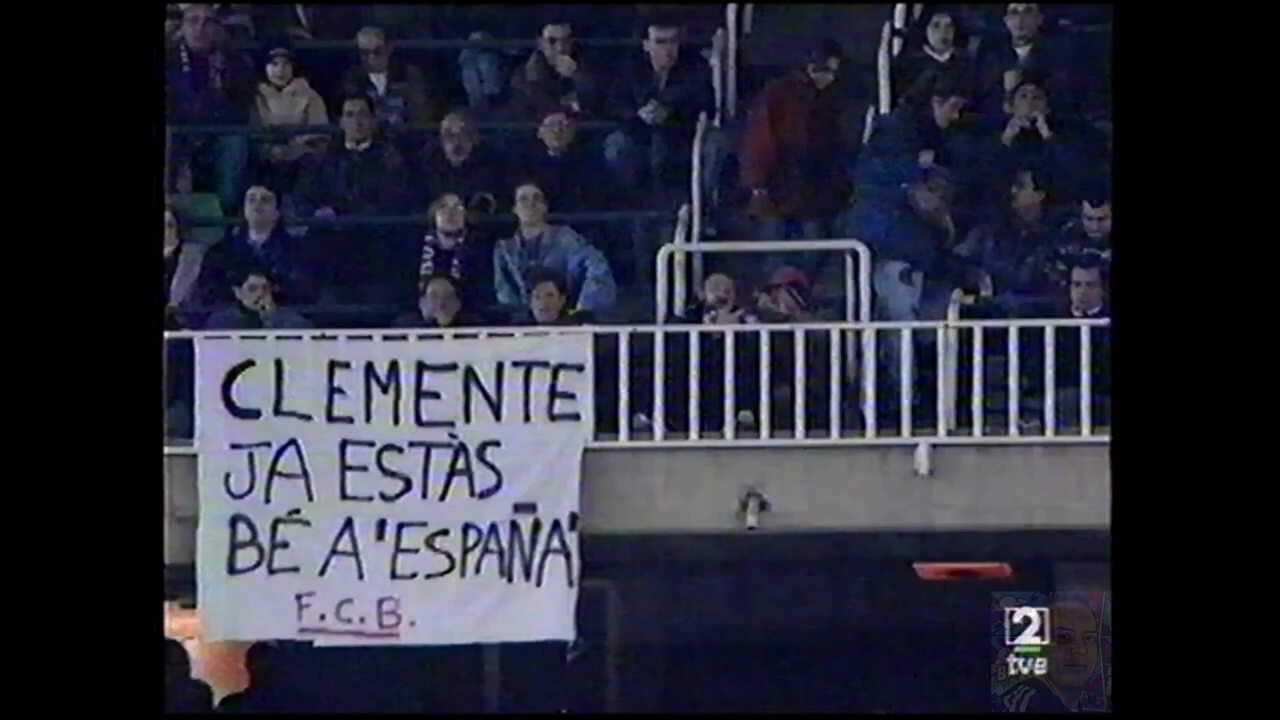 CLEMENTE
JA ESTÀS
BÉ A "ESPAÑA"
F.C.B.
2
tve